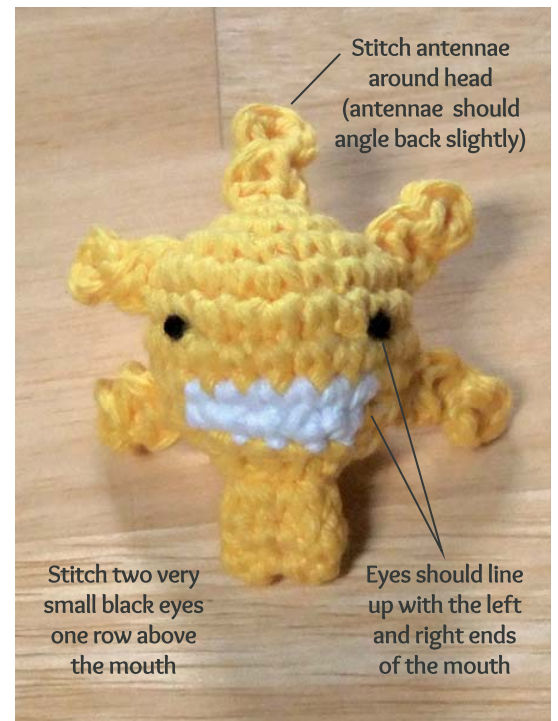 Stitch antennae
around head
(antennae should
angle back slightly)
Stitch two very
small black eyes
one row above
the mouth
Eyes should line
up with the left
and right ends
of the mouth